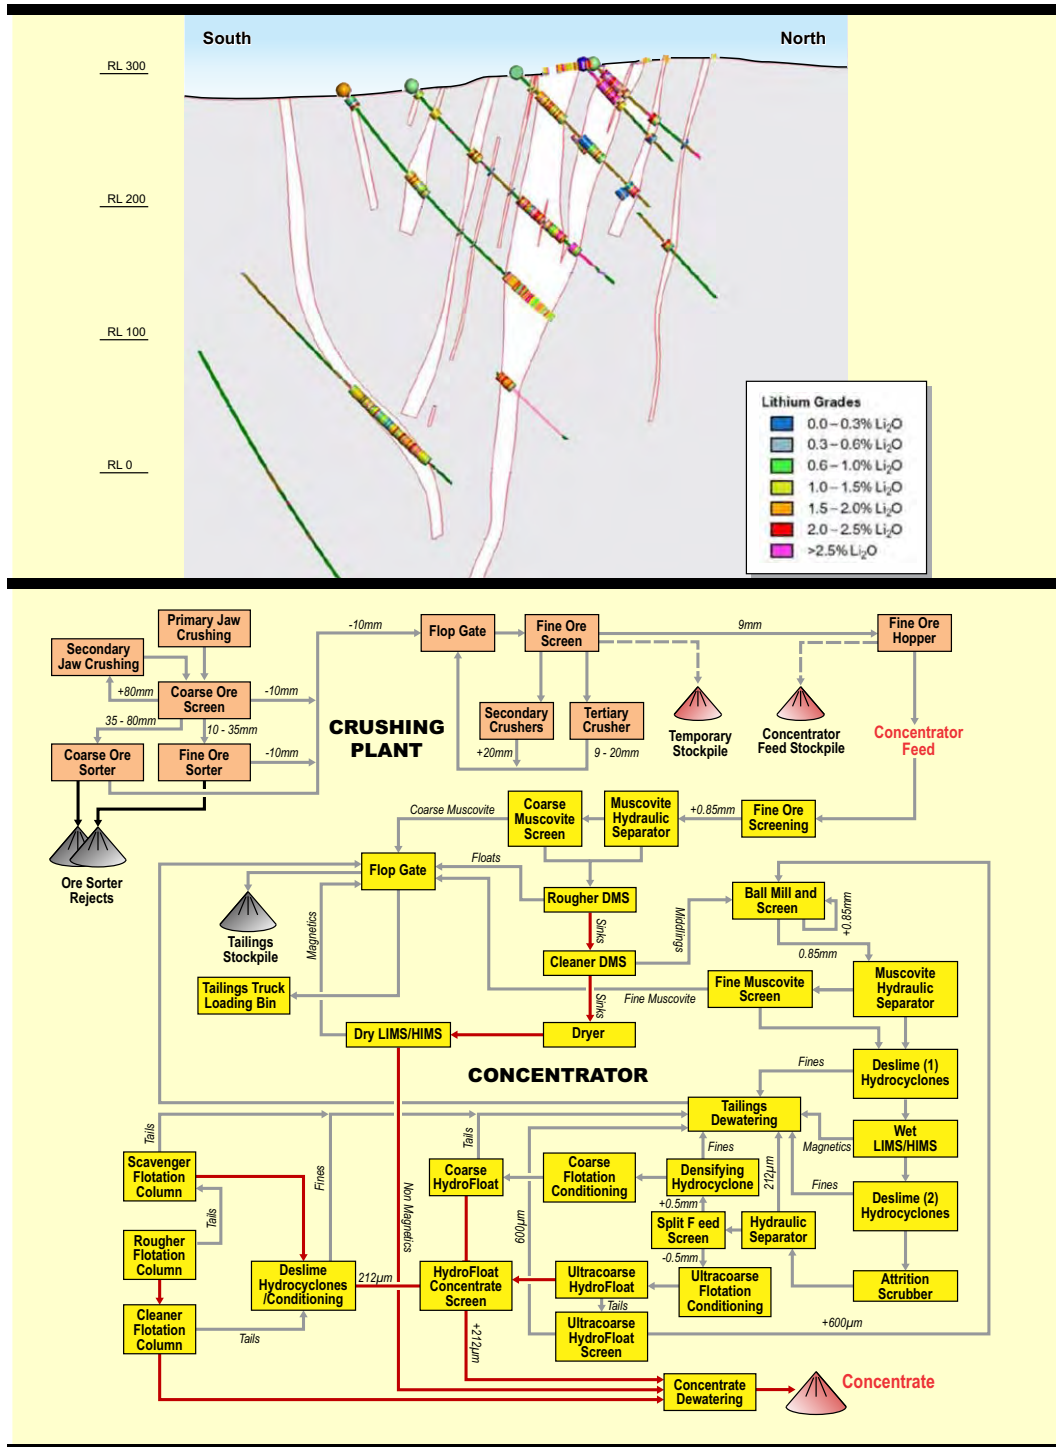 South
North
RL 300
RL 200
RL 100
RL 0
Lithium Grades
0.0 – 0.3% Li₂O
0.3 – 0.6% Li₂O
0.6 – 1.0% Li₂O
1.0 – 1.5% Li₂O
1.5 – 2.0% Li₂O
2.0 – 2.5% Li₂O
>2.5% Li₂O
Primary Jaw
Crushing
Secondary
Jaw Crushing
+80mm
Coarse Ore
Screen
-10mm
35 - 80mm
10 - 35mm
Coarse Ore
Sorter
Fine Ore
Sorter
-10mm
Ore Sorter
Rejects
-10mm
Flop Gate
Fine Ore
Screen
9mm
Fine Ore
Hopper
CRUSHING
PLANT
Secondary
Crushers
Tertiary
Crusher
+20mm
9 - 20mm
Temporary
Stockpile
Concentrator
Feed Stockpile
Concentrator
Feed
Coarse Muscovite
Coarse
Muscovite
Screen
Muscovite
Hydraulic
Separator
+0.85mm
Fine Ore
Screening
Flop Gate
Floats
Rougher DMS
Ball Mill and
Screen
+0.85mm
Tailings
Stockpile
Magnetics
Sinks
Middlings
0.85mm
Cleaner DMS
Tailings Truck
Loading Bin
Sinks
Fine Muscovite
Fine Muscovite
Screen
Muscovite
Hydraulic
Separator
Dry LIMS/HIMS
Dryer
CONCENTRATOR
Fines
Deslime (1)
Hydrocyclones
Tailings
Dewatering
Magnetics
Wet
LIMS/HIMS
Tails
Scavenger
Flotation
Column
Fines
Non Magnetics
Tails
Coarse
HydroFloat
Coarse
Flotation
Conditioning
Fines
Densifying
Hydrocyclone
212µm
Fines
Deslime (2)
Hydrocyclones
Tails
600µm
+0.5mm
Split F eed
Screen
Hydraulic
Separator
Rougher
Flotation
Column
-0.5mm
Deslime
Hydrocyclones
/Conditioning
212µm
HydroFloat
Concentrate
Screen
Ultracoarse
HydroFloat
Ultracoarse
Flotation
Conditioning
Attrition
Scrubber
Tails
Cleaner
Flotation
Column
Tails
+212µm
Ultracoarse
HydroFloat
Screen
+600µm
Concentrate
Dewatering
Concentrate